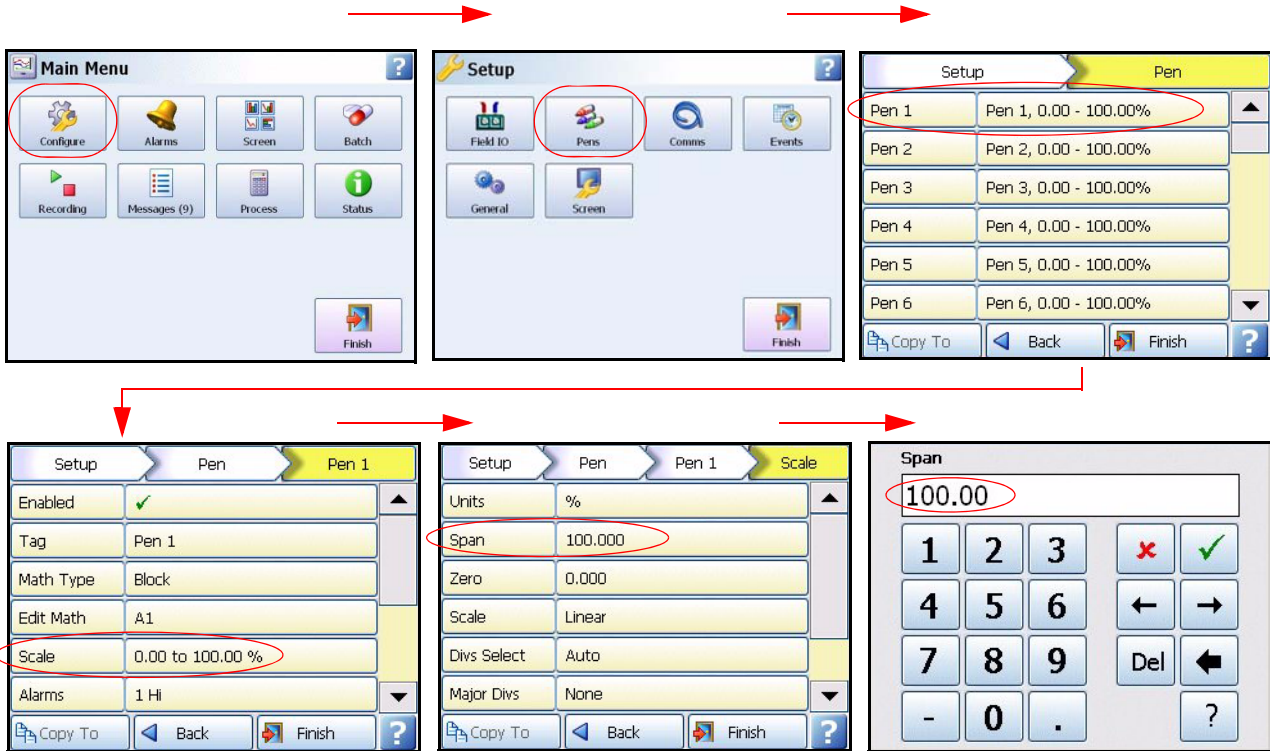 Main Menu
?
Configure
Alarms
Screen
Batch
Recording
Messages (9)
Process
Status
Finish
Setup
?
Field IO
Pens
Comms
Events
General
Screen
Finish
Setup Pen
Pen 1 Pen 1, 0.00 - 100.00%
Pen 2 Pen 2, 0.00 - 100.00%
Pen 3 Pen 3, 0.00 - 100.00%
Pen 4 Pen 4, 0.00 - 100.00%
Pen 5 Pen 5, 0.00 - 100.00%
Pen 6 Pen 6, 0.00 - 100.00%
Copy To Back Finish ?
Setup Pen Pen 1
Enabled ✓
Tag Pen 1
Math Type Block
Edit Math A1
Scale 0.00 to 100.00 %
Alarms 1 Hi
Copy To Back Finish ?
Setup Pen Pen 1 Scale
Units %
Span 100.000
Zero 0.000
Scale Linear
Divs Select Auto
Major Divs None
Copy To Back Finish ?
Span
100.00
1 2 3
4 5 6
7 8 9 Del
- 0 . ?